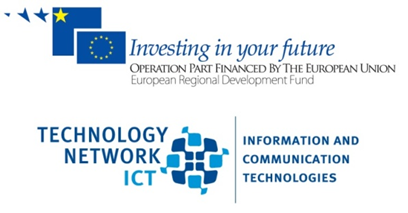 Investing in your future
OPERATION PART FINANCED BY THE EUROPEAN UNION
European Regional Development Fund
TECHNOLOGY
NETWORK
ICT
INFORMATION AND
COMMUNICATION
TECHNOLOGIES